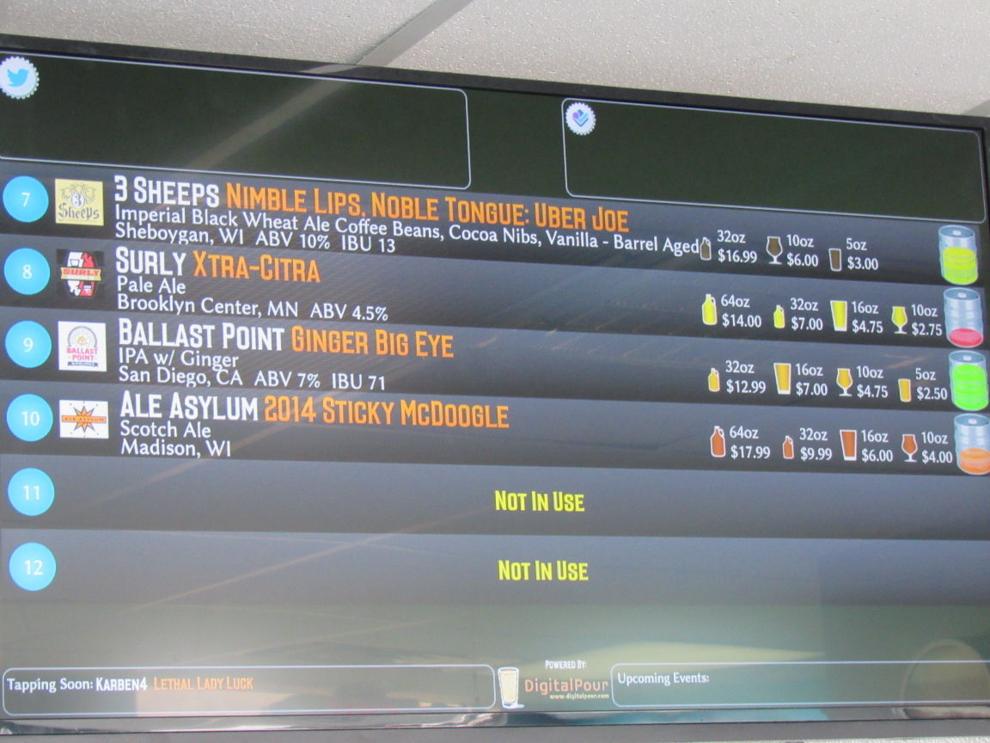 7
3 Sheeps
3 SHEEPS NIMBLE LIPS, NOBLE TONGUE: UBER JOE
Imperial Black Wheat Ale Coffee Beans, Cocoa Nibs, Vanilla - Barrel Aged
Sheboygan, WI ABV 10% IBU 13
32oz 10oz 5oz
$16.99 $6.00 $3.00
8
SURLY
SURLY XTRA-CITRA
Pale Ale
Brooklyn Center, MN ABV 4.5%
64oz 32oz 16oz 10oz
$14.00 $7.00 $4.75 $2.75
9
BALLAST POINT
BALLAST POINT GINGER BIG EYE
IPA w/ Ginger
San Diego, CA ABV 7% IBU 71
32oz 16oz 10oz 5oz
$12.99 $7.00 $4.75 $2.50
10
ALE ASYLUM 2014 STICKY MCDOOGLE
Scotch Ale
Madison, WI
64oz 32oz 16oz 10oz
$17.99 $9.99 $6.00 $4.00
11
NOT IN USE
12
NOT IN USE
Tapping Soon: KARBEN4 LETHAL LADY LUCK
POWERED BY:
DigitalPour
www.digitalpour.com
Upcoming Events: